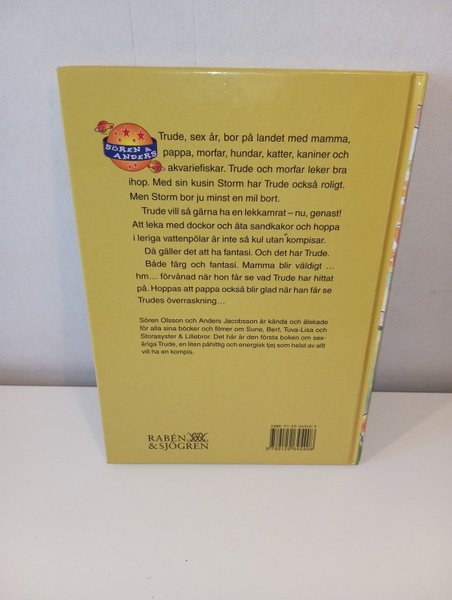 SÖREN &
ANDERS
Trude, sex år, bor på landet med mamma,
pappa, morfar, hundar, katter, kaniner och
akvariefiskar. Trude och morfar leker bra
ihop. Med sin kusin Storm har Trude också roligt.
Men Storm bor ju minst en mil bort.
Trude vill så gärna ha en lekkamrat – nu, genast!
Att leka med dockor och äta sandkakor och hoppa
i leriga vattenpölar är inte så kul utan kompisar.
Då gäller det att ha fantasi. Och det har Trude.
Både färg och fantasi. Mamma blir väldigt ...
hm... förvånad när hon får se vad Trude har hittat
på. Hoppas att pappa också blir glad när han får se
Trudes överraskning...
Sören Olsson och Anders Jacobsson är kända och älskade
för alla sina böcker och filmer om Sune, Bert, Tuva-Lisa och
Storasyster & Lillebror. Det här är den första boken om sex-
åriga Trude, en liten påhittig och energisk tjej som helst av allt
vill ha en kompis.
RABÉN
& SJÖGREN